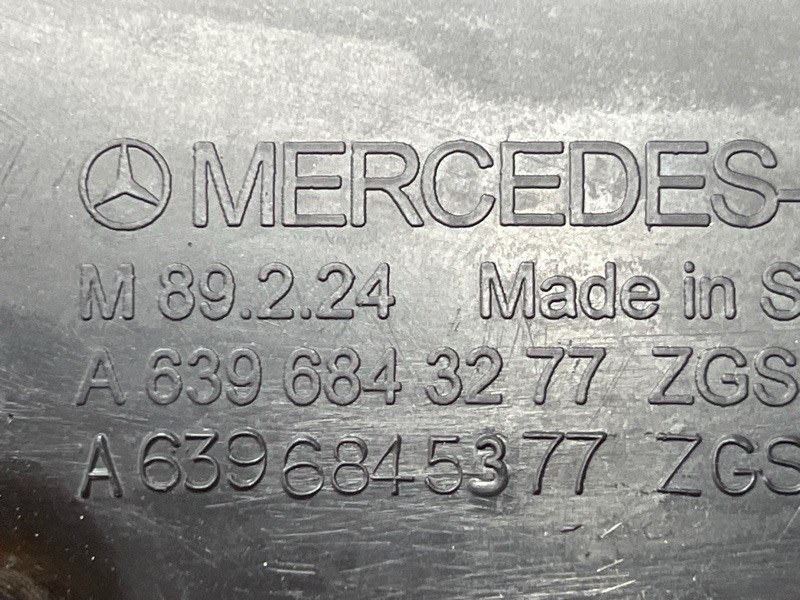 MERCEDES-
M 89.2.24 Made in S
A 639 684 32 77 ZGS
A 639 684 53 77 ZGS